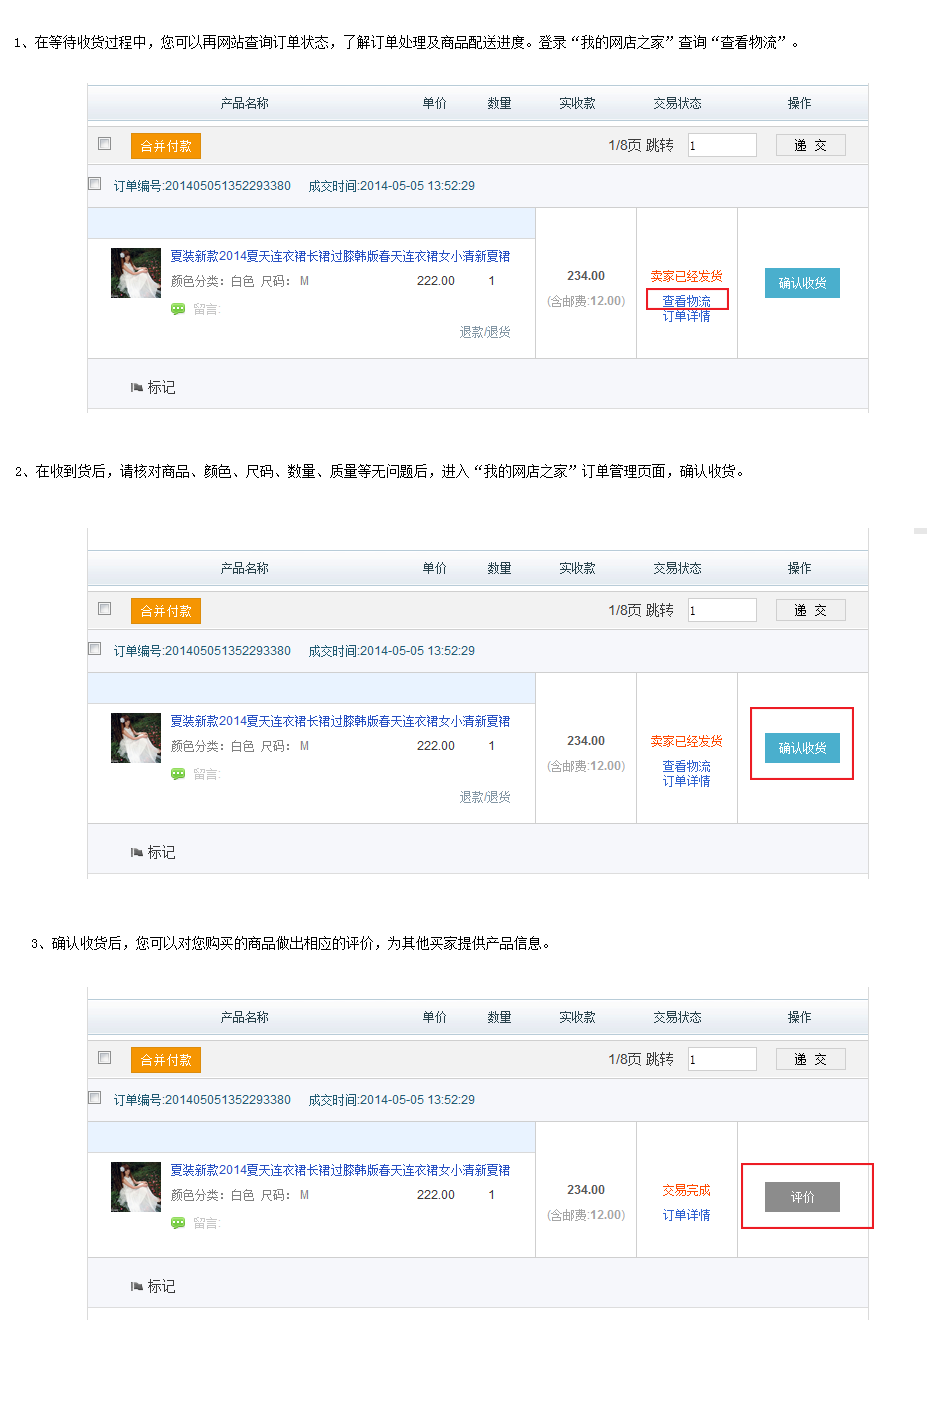 1、在等待收货过程中，您可以再网站查询订单状态，了解订单处理及商品配送进度。登录“我的网店之家”查询“查看物流”。
产品名称 单价 数量 实收款 交易状态 操作
合并付款 1/8页 跳转 1 递 交
订单编号:201405051352293380 成交时间:2014-05-05 13:52:29
夏装新款2014夏天连衣裙长裙过膝韩版春天连衣裙女小清新夏裙
颜色分类：白色 尺码： M 222.00 1 234.00 卖家已经发货 确认收货
留言: (含邮费:12.00) 查看物流
订单详情
退款/退货
标记
2、在收到货后，请核对商品、颜色、尺码、数量、质量等无问题后，进入“我的网店之家”订单管理页面，确认收货。
产品名称 单价 数量 实收款 交易状态 操作
合并付款 1/8页 跳转 1 递 交
订单编号:201405051352293380 成交时间:2014-05-05 13:52:29
夏装新款2014夏天连衣裙长裙过膝韩版春天连衣裙女小清新夏裙
颜色分类：白色 尺码： M 222.00 1 234.00 卖家已经发货 确认收货
留言: (含邮费:12.00) 查看物流
订单详情
退款/退货
标记
3、确认收货后，您可以对您购买的商品做出相应的评价，为其他买家提供产品信息。
产品名称 单价 数量 实收款 交易状态 操作
合并付款 1/8页 跳转 1 递 交
订单编号:201405051352293380 成交时间:2014-05-05 13:52:29
夏装新款2014夏天连衣裙长裙过膝韩版春天连衣裙女小清新夏裙
颜色分类：白色 尺码： M 222.00 1 234.00 交易完成 评价
留言: (含邮费:12.00) 订单详情
标记